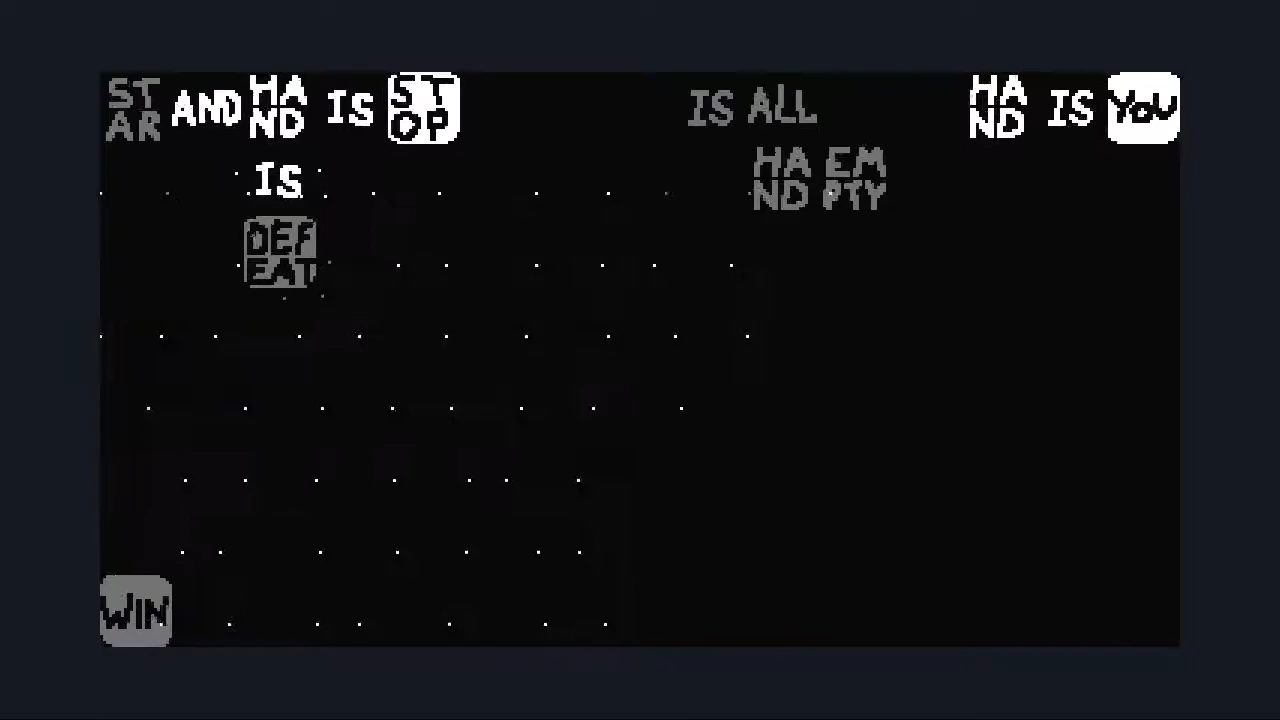 STAR AND HAND IS STOP IS ALL HAND IS YOU
IS HAND EMPTY
DEFEAT
WIN